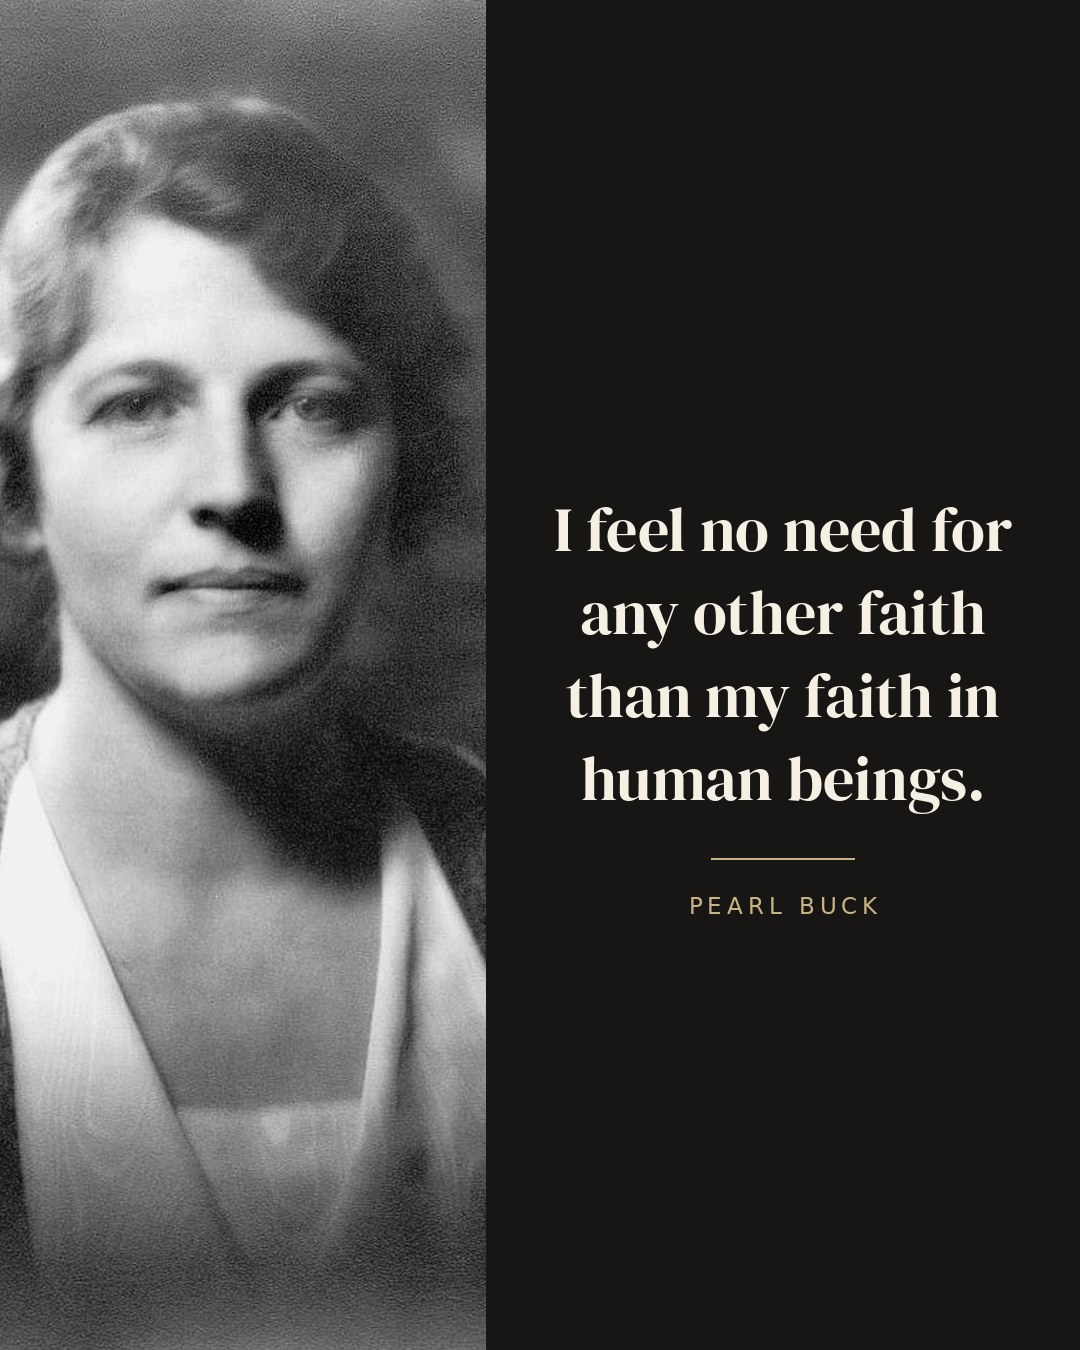 I feel no need for
any other faith
than my faith in
human beings.
PEARL BUCK